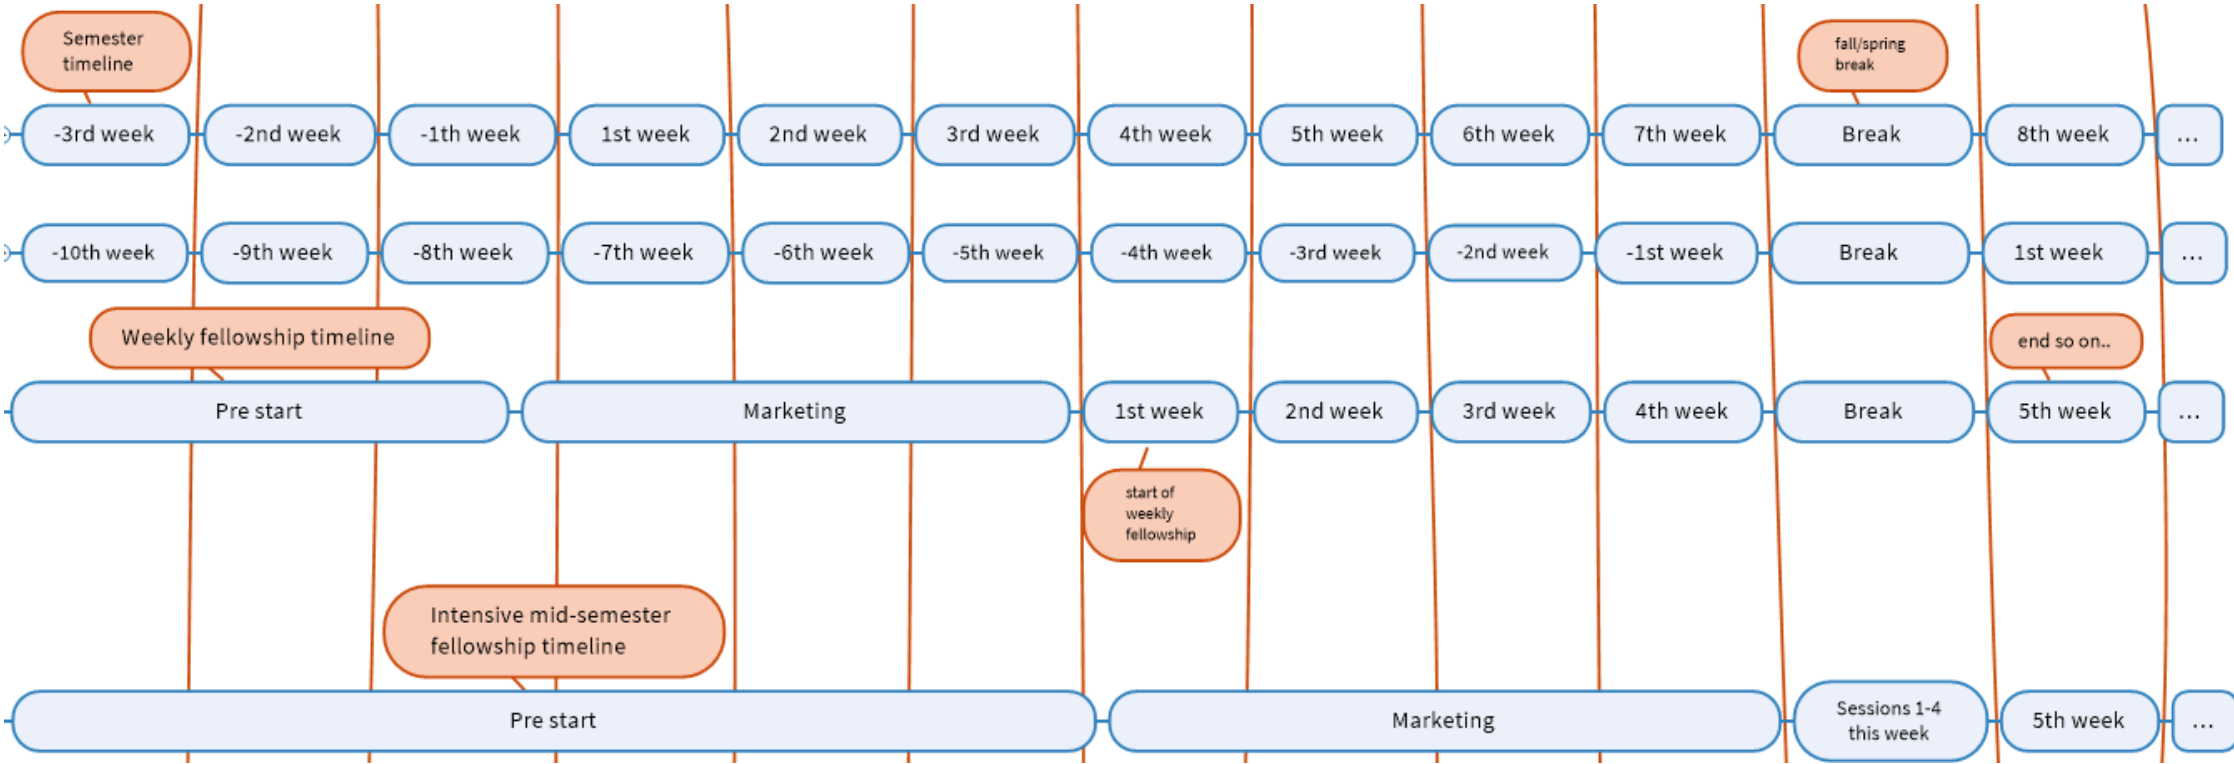 Semester
timeline
fall/spring
break
-3rd week
-2nd week
-1th week
1st week
2nd week
3rd week
4th week
5th week
6th week
7th week
Break
8th week
...
-10th week
-9th week
-8th week
-7th week
-6th week
-5th week
-4th week
-3rd week
-2nd week
-1st week
Break
1st week
...
Weekly fellowship timeline
end so on..
Pre start
Marketing
1st week
2nd week
3rd week
4th week
Break
5th week
...
start of
weekly
fellowship
Intensive mid-semester
fellowship timeline
Pre start
Marketing
Sessions 1-4
this week
5th week
...